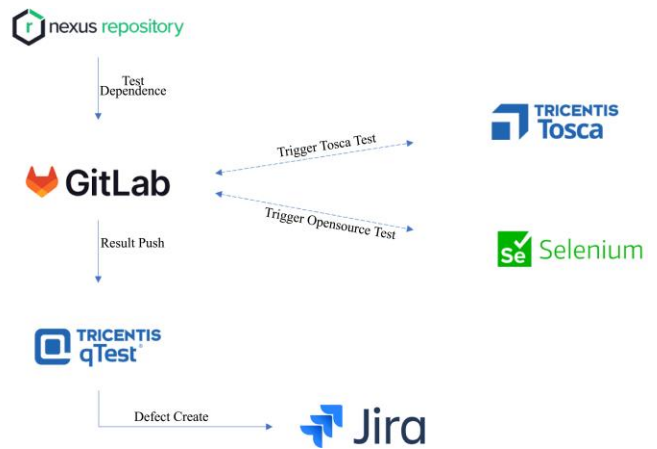 nexus repository
Test
Dependence
TRICENTIS
Tosca
Trigger Tosca Test
GitLab
Trigger Opensource Test
Result Push
Se Selenium
TRICENTIS
qTest
Defect Create
Jira